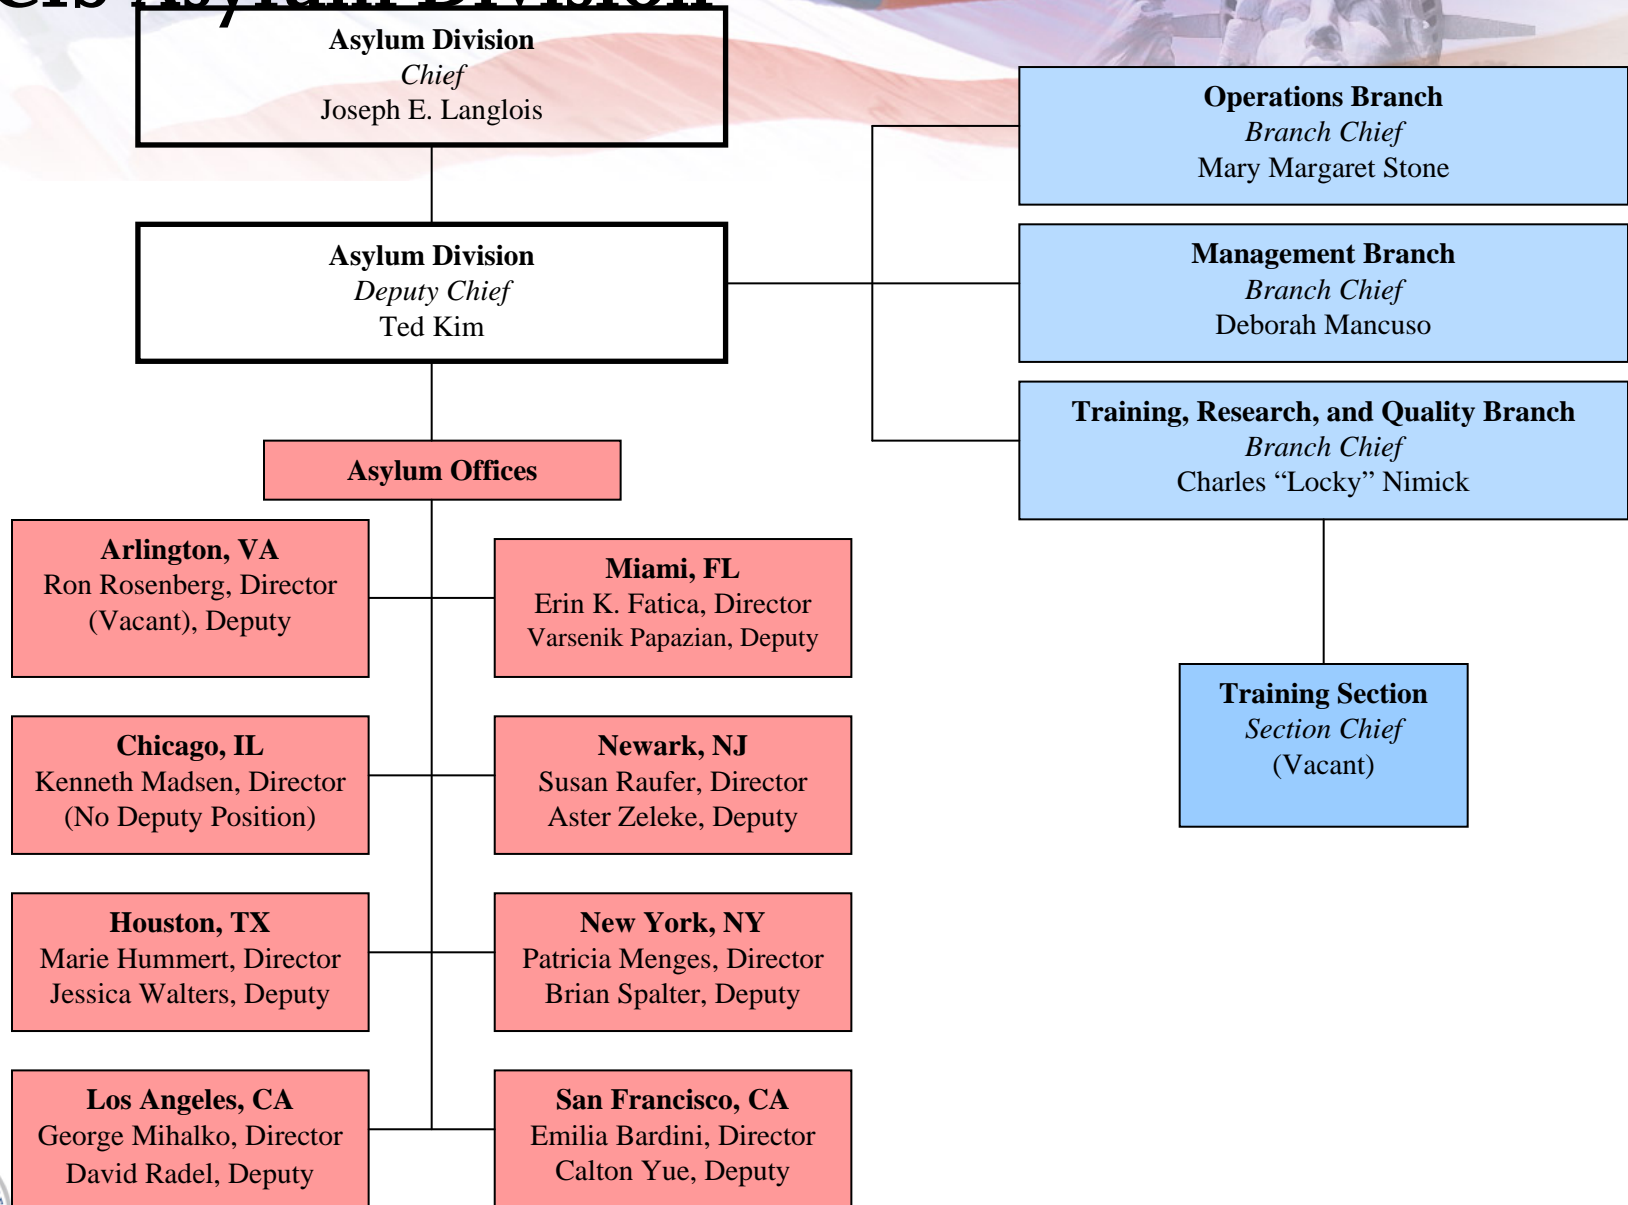 Asylum Division
Asylum Division
Chief
Joseph E. Langlois
Operations Branch
Branch Chief
Mary Margaret Stone
Asylum Division
Deputy Chief
Ted Kim
Management Branch
Branch Chief
Deborah Mancuso
Training, Research, and Quality Branch
Branch Chief
Charles “Locky” Nimick
Asylum Offices
Arlington, VA
Ron Rosenberg, Director
(Vacant), Deputy
Miami, FL
Erin K. Fatica, Director
Varsenik Papazian, Deputy
Chicago, IL
Kenneth Madsen, Director
(No Deputy Position)
Newark, NJ
Susan Raufer, Director
Aster Zeleke, Deputy
Training Section
Section Chief
(Vacant)
Houston, TX
Marie Hummert, Director
Jessica Walters, Deputy
New York, NY
Patricia Menges, Director
Brian Spalter, Deputy
Los Angeles, CA
George Mihalko, Director
David Radel, Deputy
San Francisco, CA
Emilia Bardini, Director
Calton Yue, Deputy